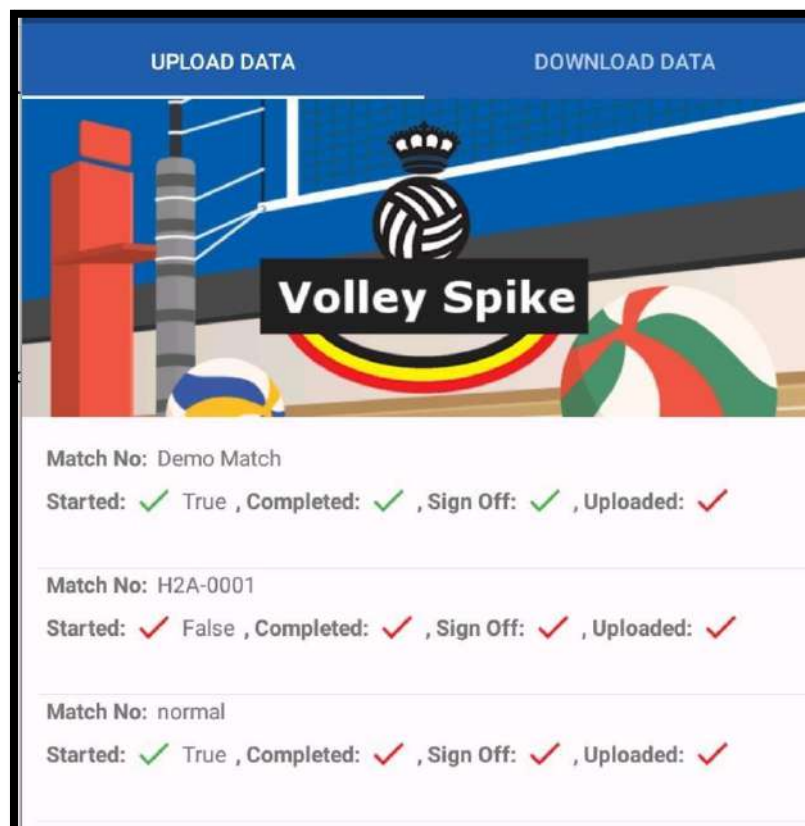 UPLOAD DATA DOWNLOAD DATA
Volley Spike
Match No: Demo Match
Started: ✓ True , Completed: ✓ , Sign Off: ✓ , Uploaded: ✓
Match No: H2A-0001
Started: ✓ False , Completed: ✓ , Sign Off: ✓ , Uploaded: ✓
Match No: normal
Started: ✓ True , Completed: ✓ , Sign Off: ✓ , Uploaded: ✓